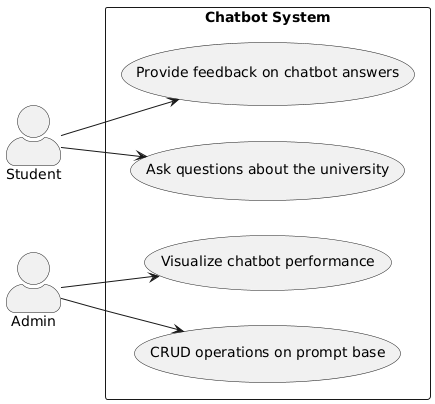 Chatbot System
Provide feedback on chatbot answers
Student
Ask questions about the university
Visualize chatbot performance
Admin
CRUD operations on prompt base